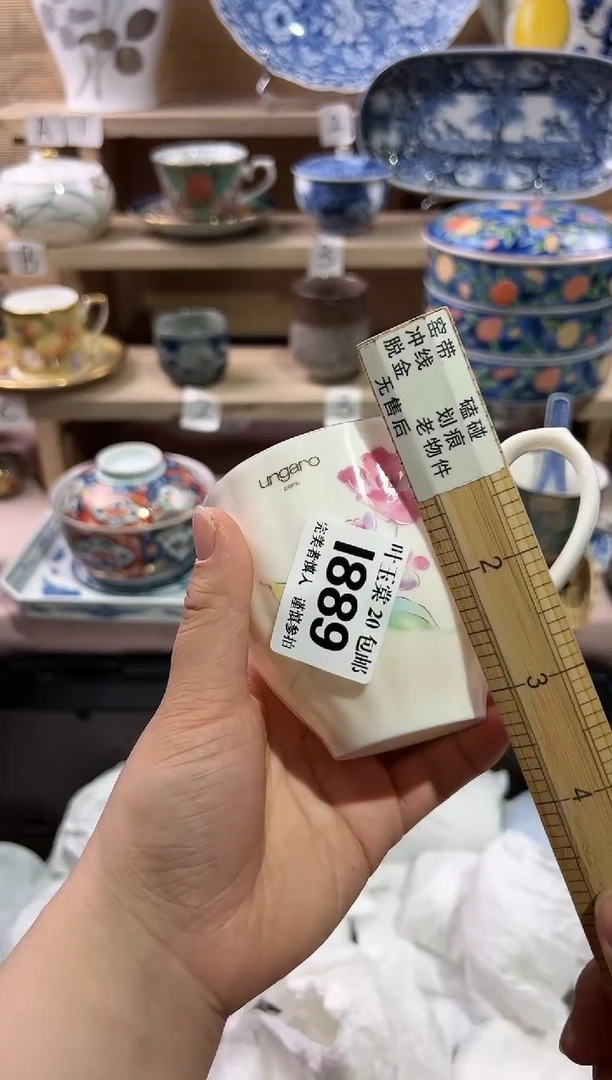 窑带 磕碰
冲线 划痕
脱金 老物件
无售后
ungaro
paris
叶玉棠 20 包邮
1889
完美者慎入 谨慎参拍
2
3
4